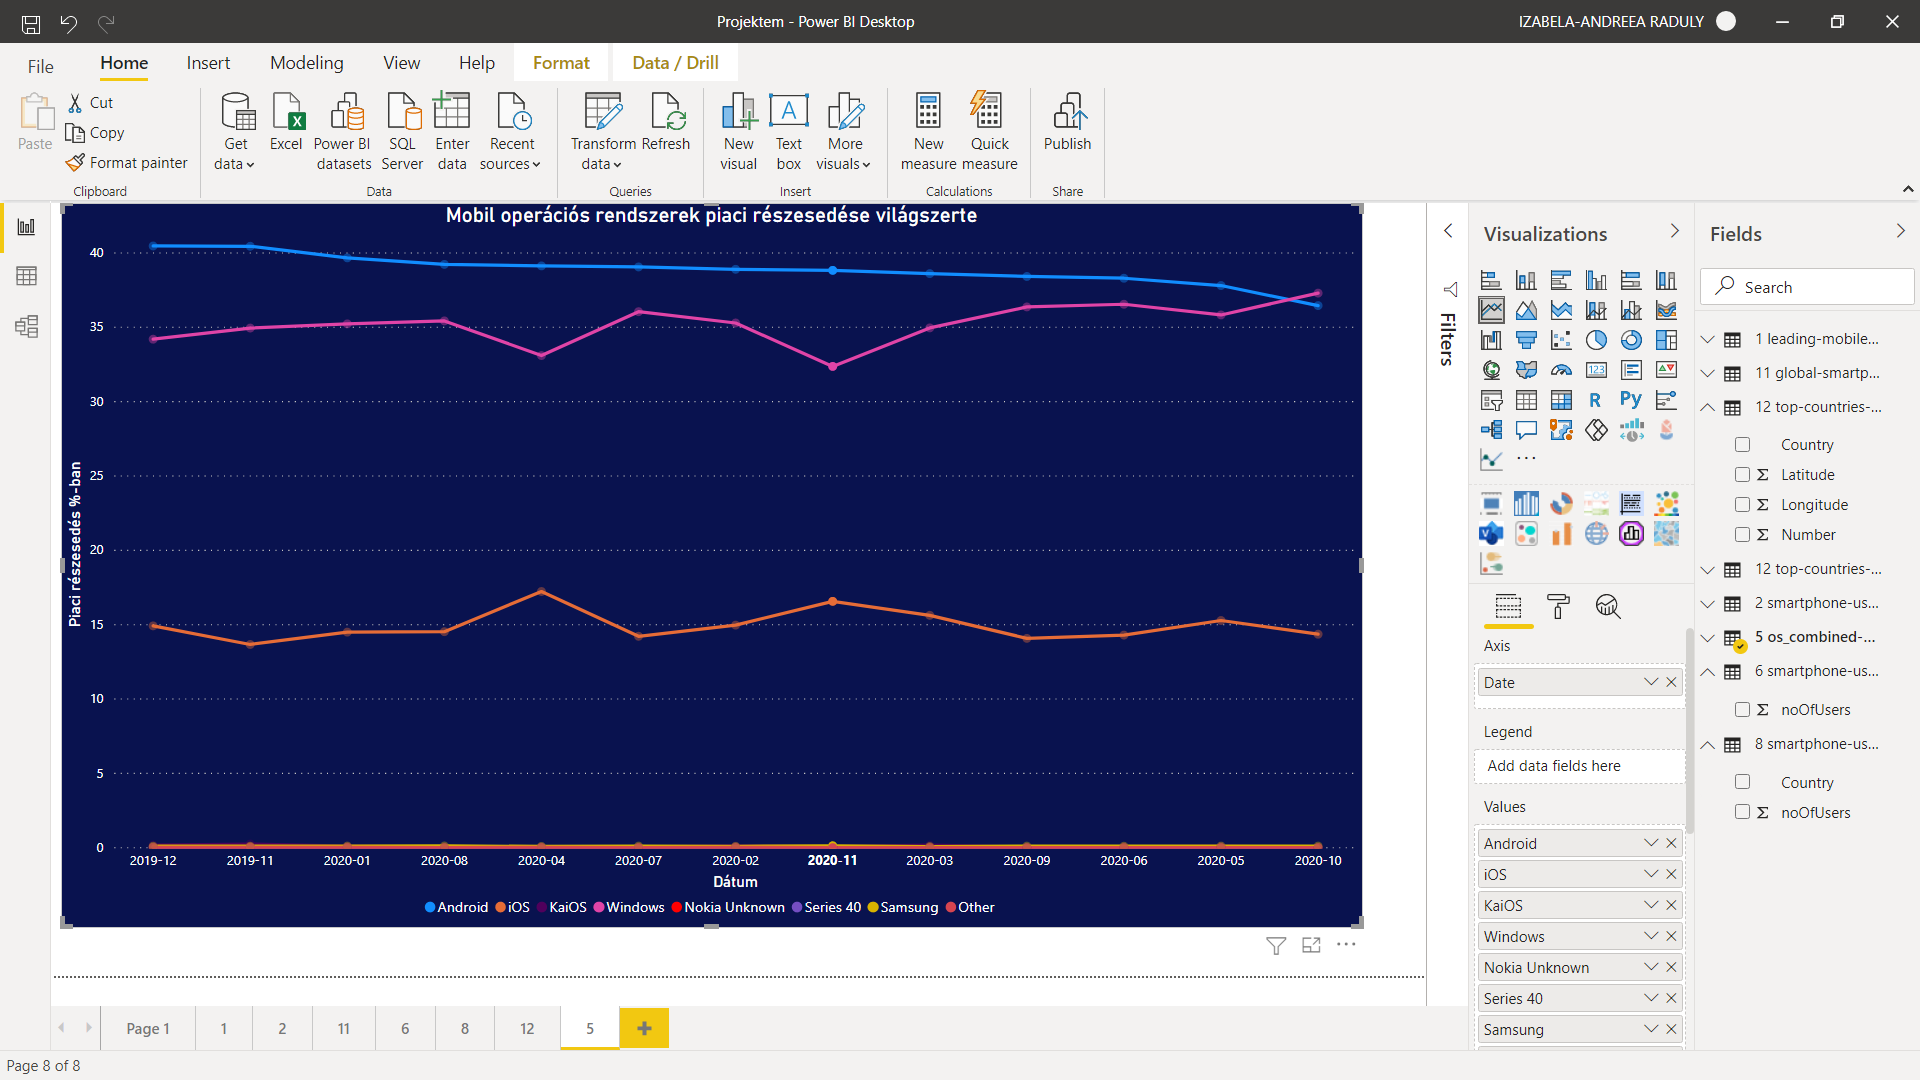 Projektem - Power BI Desktop
IZABELA-ANDREEA RADULY
File Home Insert Modeling View Help Format Data / Drill
Paste
Cut
Copy
Format painter
Clipboard
Get data
Excel
Power BI datasets
SQL Server
Enter data
Recent sources
Data
Transform data
Refresh
Queries
New visual
Text box
More visuals
Insert
New measure
Quick measure
Calculations
Publish
Share
Mobil operációs rendszerek piaci részesedése világszerte
Piaci részesedés %-ban
40
35
30
25
20
15
10
5
0
2019-12 2019-11 2020-01 2020-08 2020-04 2020-07 2020-02 2020-11 2020-03 2020-09 2020-06 2020-05 2020-10
Dátum
Android iOS KaiOS Windows Nokia Unknown Series 40 Samsung Other
Filters
Visualizations
123
R Py
Axis
Date
Legend
Add data fields here
Values
Android
iOS
KaiOS
Windows
Nokia Unknown
Series 40
Samsung
Fields
Search
1 leading-mobile...
11 global-smartp...
12 top-countries-...
Country
Latitude
Longitude
Number
12 top-countries-...
2 smartphone-us...
5 os_combined-...
6 smartphone-us...
noOfUsers
8 smartphone-us...
Country
noOfUsers
Page 1 1 2 11 6 8 12 5
Page 8 of 8